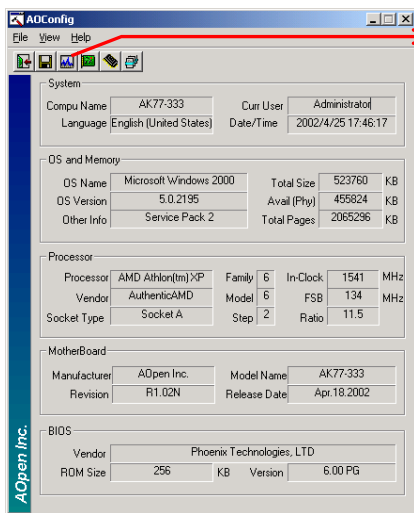 AOConfig
File View Help
System
Compu Name AK77-333 Curr User Administrator
Language English (United States) Date/Time 2002/4/25 17:46:17
OS and Memory
OS Name Microsoft Windows 2000 Total Size 523760 KB
OS Version 5.0.2195 Avail (Phy) 455824 KB
Other Info Service Pack 2 Total Pages 2065296 KB
Processor
Processor AMD Athlon(tm) XP Family 6 In-Clock 1541 MHz
Vendor AuthenticAMD Model 6 FSB 134 MHz
Socket Type Socket A Step 2 Ratio 11.5
MotherBoard
Manufacturer AOpen Inc. Model Name AK77-333
Revision R1.02N Release Date Apr.18.2002
BIOS
Vendor Phoenix Technologies, LTD
ROM Size 256 KB Version 6.00 PG
AOpen Inc.